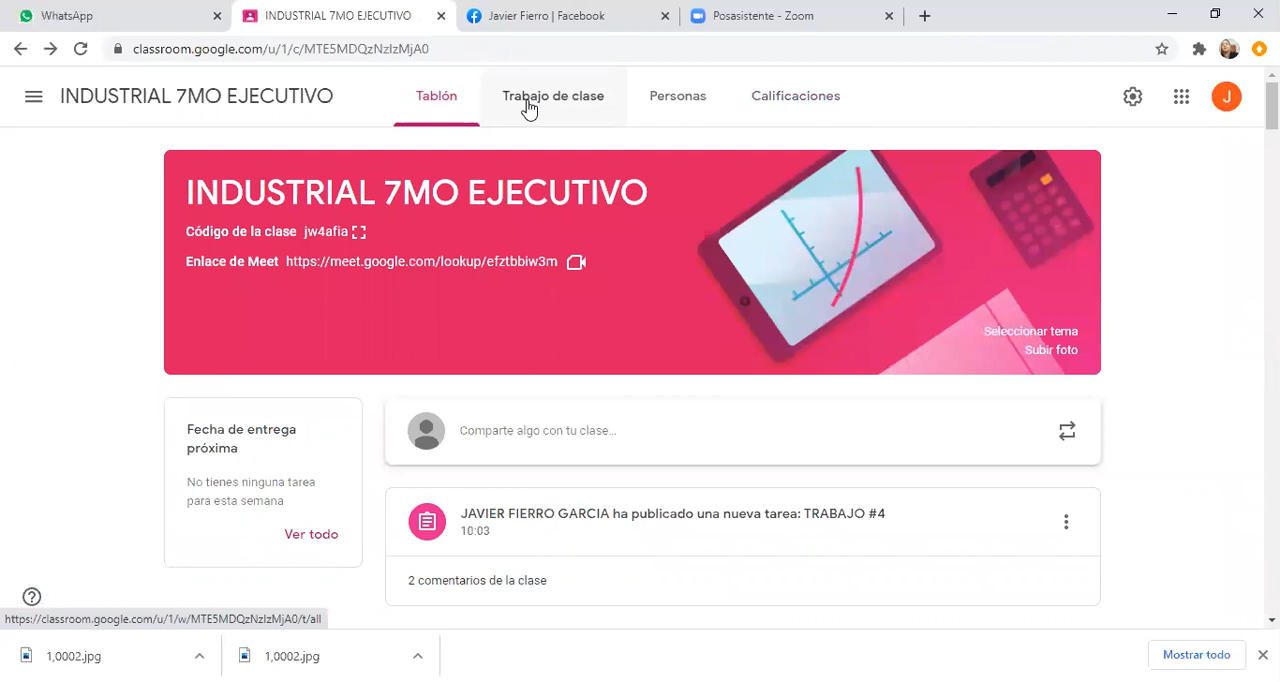 WhatsApp
INDUSTRIAL 7MO EJECUTIVO
Javier Fierro | Facebook
Posasistente - Zoom
classroom.google.com/u/1/c/MTE5MDQzNzIzMjA0
INDUSTRIAL 7MO EJECUTIVO
Tablón
Trabajo de clase
Personas
Calificaciones
J
INDUSTRIAL 7MO EJECUTIVO
Código de la clase jw4afia
Enlace de Meet https://meet.google.com/lookup/efztbbiw3m
Seleccionar tema
Subir foto
Fecha de entrega
próxima
No tienes ninguna tarea
para esta semana
Ver todo
Comparte algo con tu clase...
JAVIER FIERRO GARCIA ha publicado una nueva tarea: TRABAJO #4
10:03
2 comentarios de la clase
https://classroom.google.com/u/1/w/MTE5MDQzNzIzMjA0/t/all
1,0002.jpg
1,0002.jpg
Mostrar todo